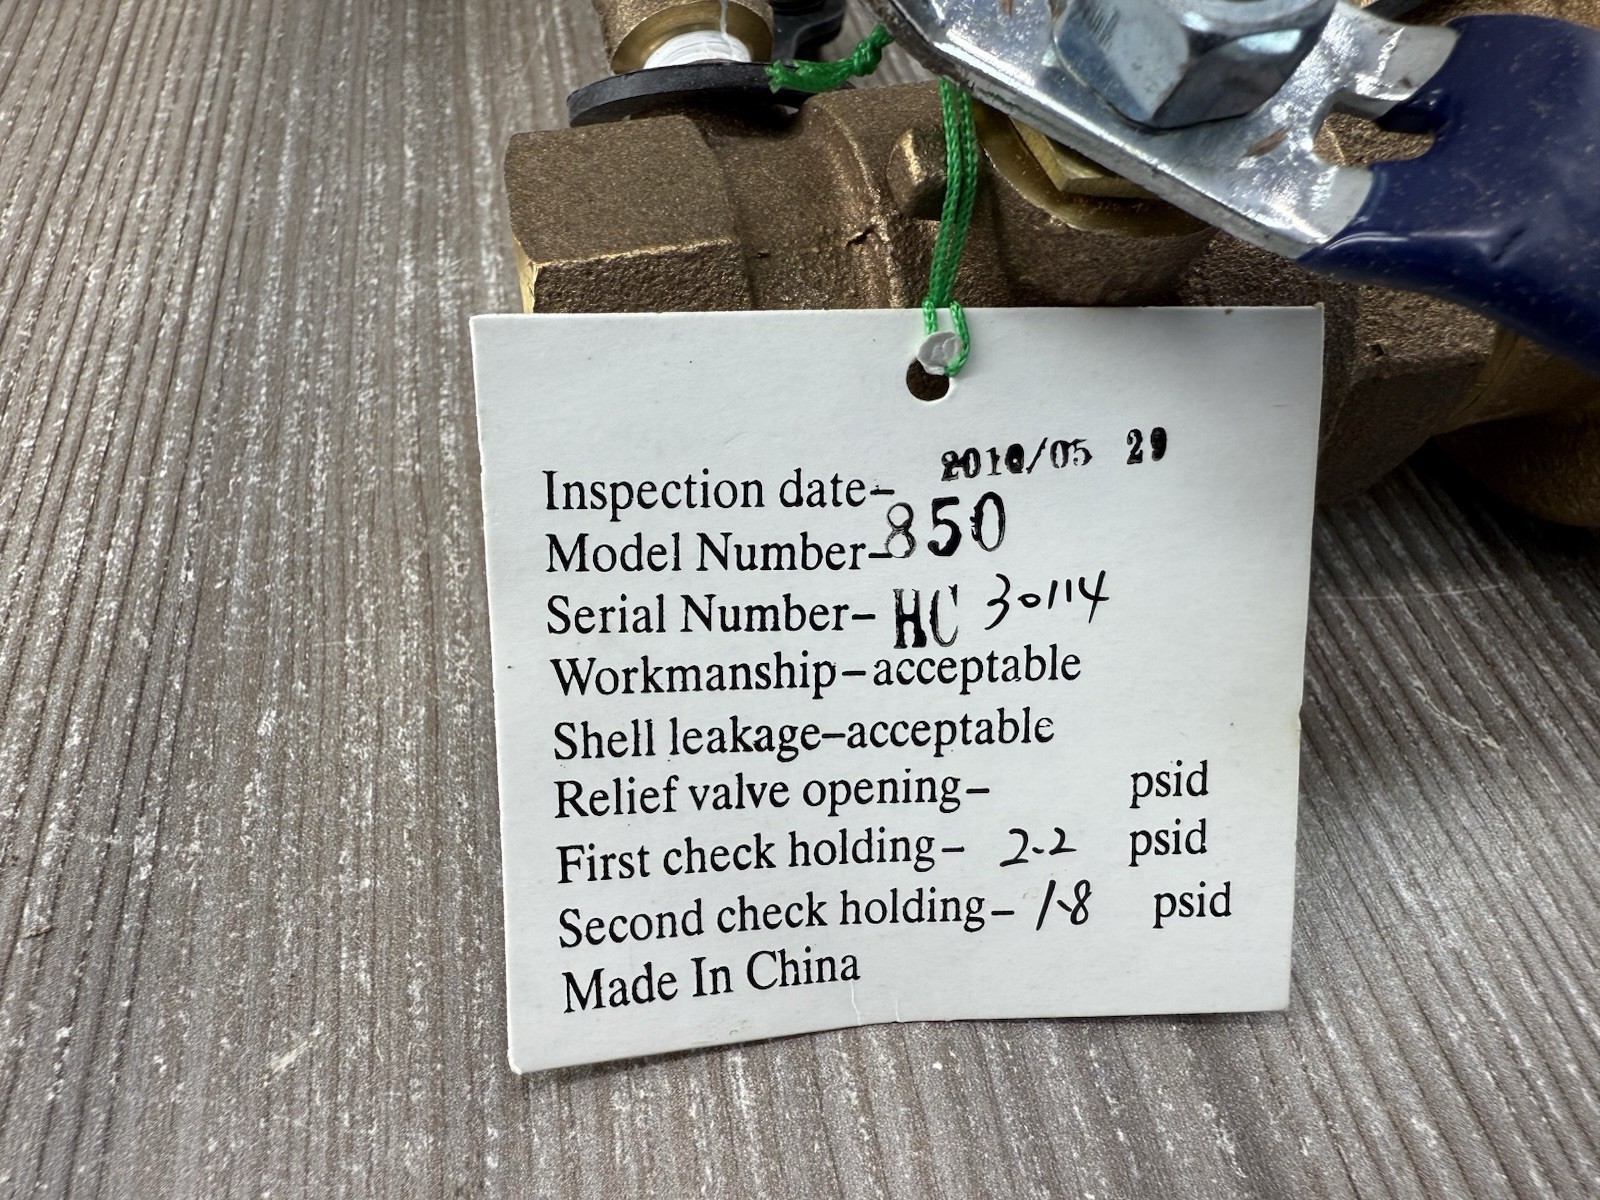 Inspection date- 2010/05 29
Model Number-850
Serial Number- HC 30114
Workmanship-acceptable
Shell leakage-acceptable
Relief valve opening- psid
First check holding- 2.2 psid
Second check holding- 1.8 psid
Made In China